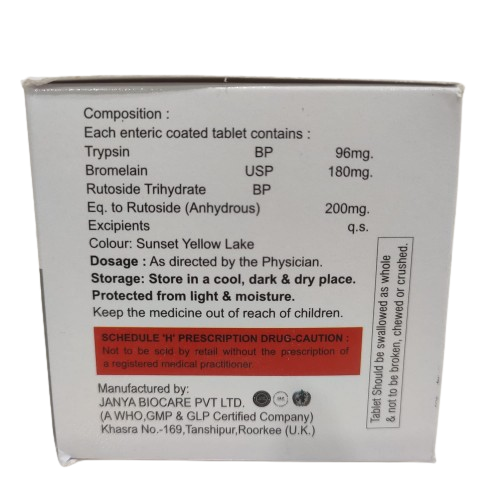 Composition :
Each enteric coated tablet contains :
Trypsin BP 96mg.
Bromelain USP 180mg.
Rutoside Trihydrate BP
Eq. to Rutoside (Anhydrous) 200mg.
Excipients q.s.
Colour: Sunset Yellow Lake
Dosage : As directed by the Physician.
Storage: Store in a cool, dark & dry place.
Protected from light & moisture.
Keep the medicine out of reach of children.
SCHEDULE 'H' PRESCRIPTION DRUG-CAUTION :
Not to be sold by retail without the prescription of
a registered medical practitioner.
Manufactured by:
JANYA BIOCARE PVT LTD.
(A WHO,GMP & GLP Certified Company)
Khasra No.-169,Tanshipur,Roorkee (U.K.)
Tablet Should be swallowed as whole
& not to be broken, chewed or crushed.